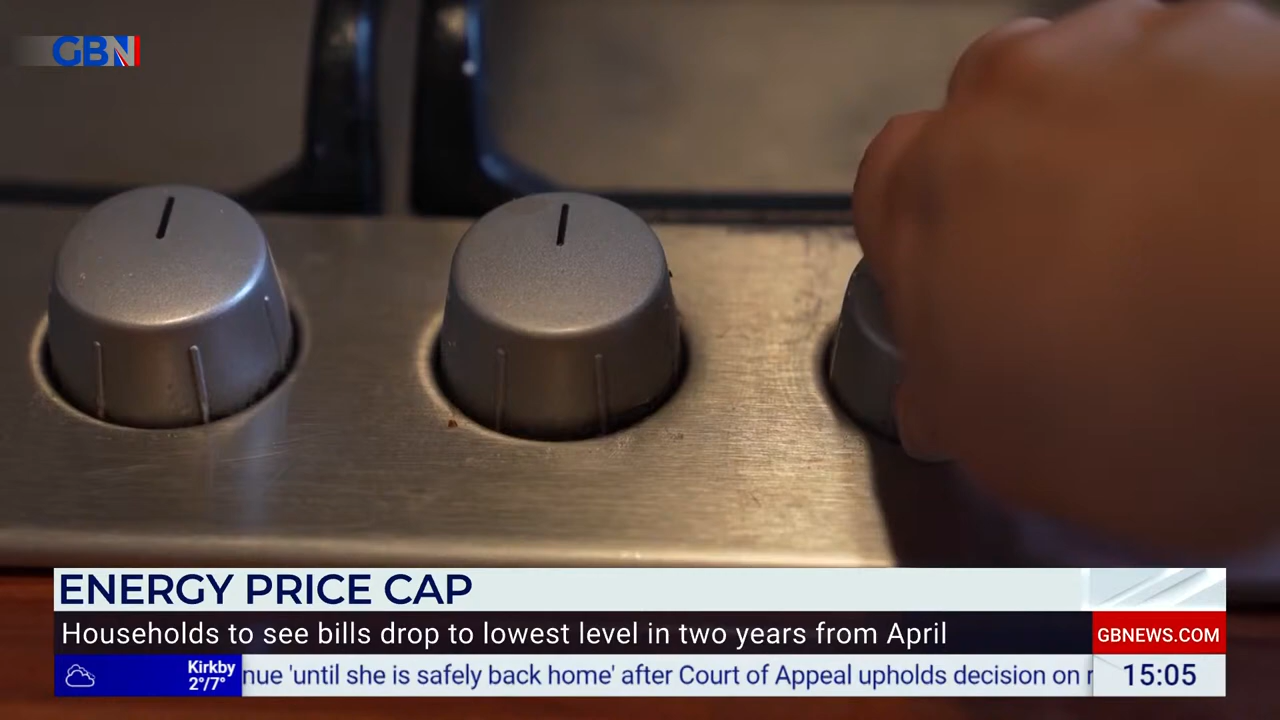 GBN
ENERGY PRICE CAP
Households to see bills drop to lowest level in two years from April
GBNEWS.COM
Kirkby
2°/7°
'until she is safely back home' after Court of Appeal upholds decision on
15:05